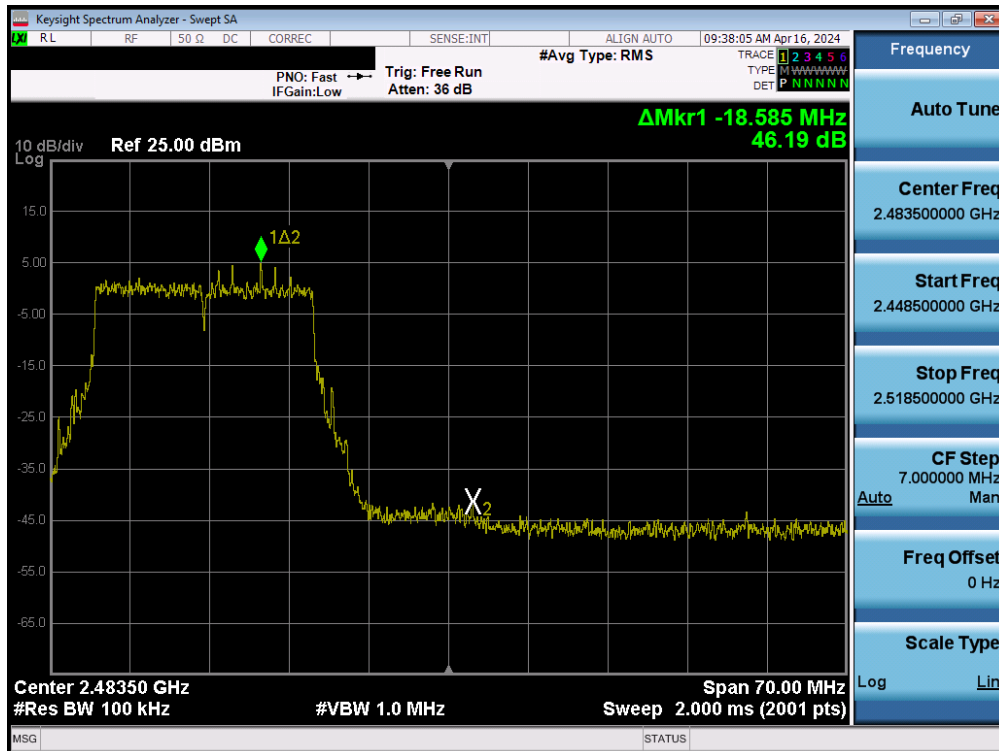 Keysight Spectrum Analyzer - Swept SA
LXI RL RF 50 Ω DC CORREC SENSE:INT ALIGN AUTO 09:38:05 AM Apr 16, 2024
#Avg Type: RMS
TRACE 1 2 3 4 5 6
TYPE M WWWWW
DET P N N N N N
PNO: Fast
IFGain:Low
Trig: Free Run
Atten: 36 dB
ΔMkr1 -18.585 MHz
46.19 dB
10 dB/div
Log
Ref 25.00 dBm
15.0
5.00
-5.00
-15.0
-25.0
-35.0
-45.0
-55.0
-65.0
1Δ2
X2
Center 2.48350 GHz
Span 70.00 MHz
#Res BW 100 kHz
#VBW 1.0 MHz
Sweep 2.000 ms (2001 pts)
MSG
STATUS
Frequency
Auto Tune
Center Freq
2.483500000 GHz
Start Freq
2.448500000 GHz
Stop Freq
2.518500000 GHz
CF Step
7.000000 MHz
Auto Man
Freq Offset
0 Hz
Scale Type
Log Lin